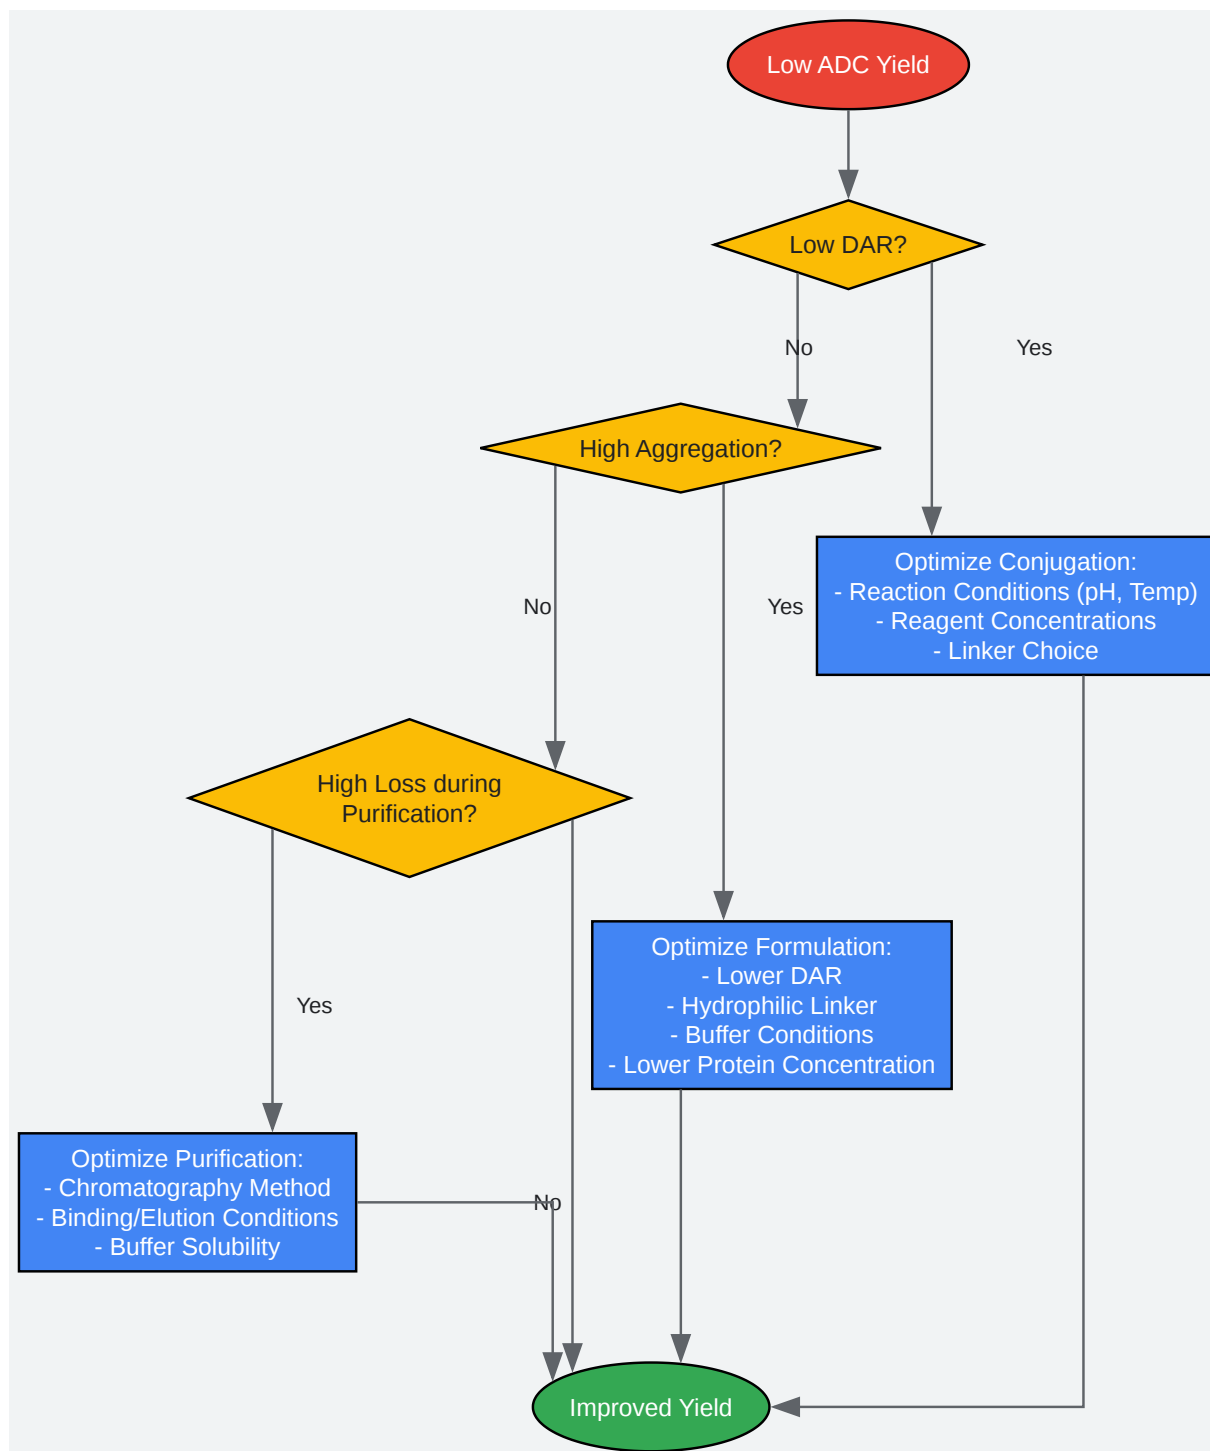 Low ADC Yield
Low DAR?
No
Yes
High Aggregation?
Optimize Conjugation:
- Reaction Conditions (pH, Temp)
- Reagent Concentrations
- Linker Choice
No
Yes
High Loss during
Purification?
Optimize Formulation:
- Lower DAR
- Hydrophilic Linker
- Buffer Conditions
- Lower Protein Concentration
Yes
Optimize Purification:
- Chromatography Method
- Binding/Elution Conditions
- Buffer Solubility
No
Improved Yield